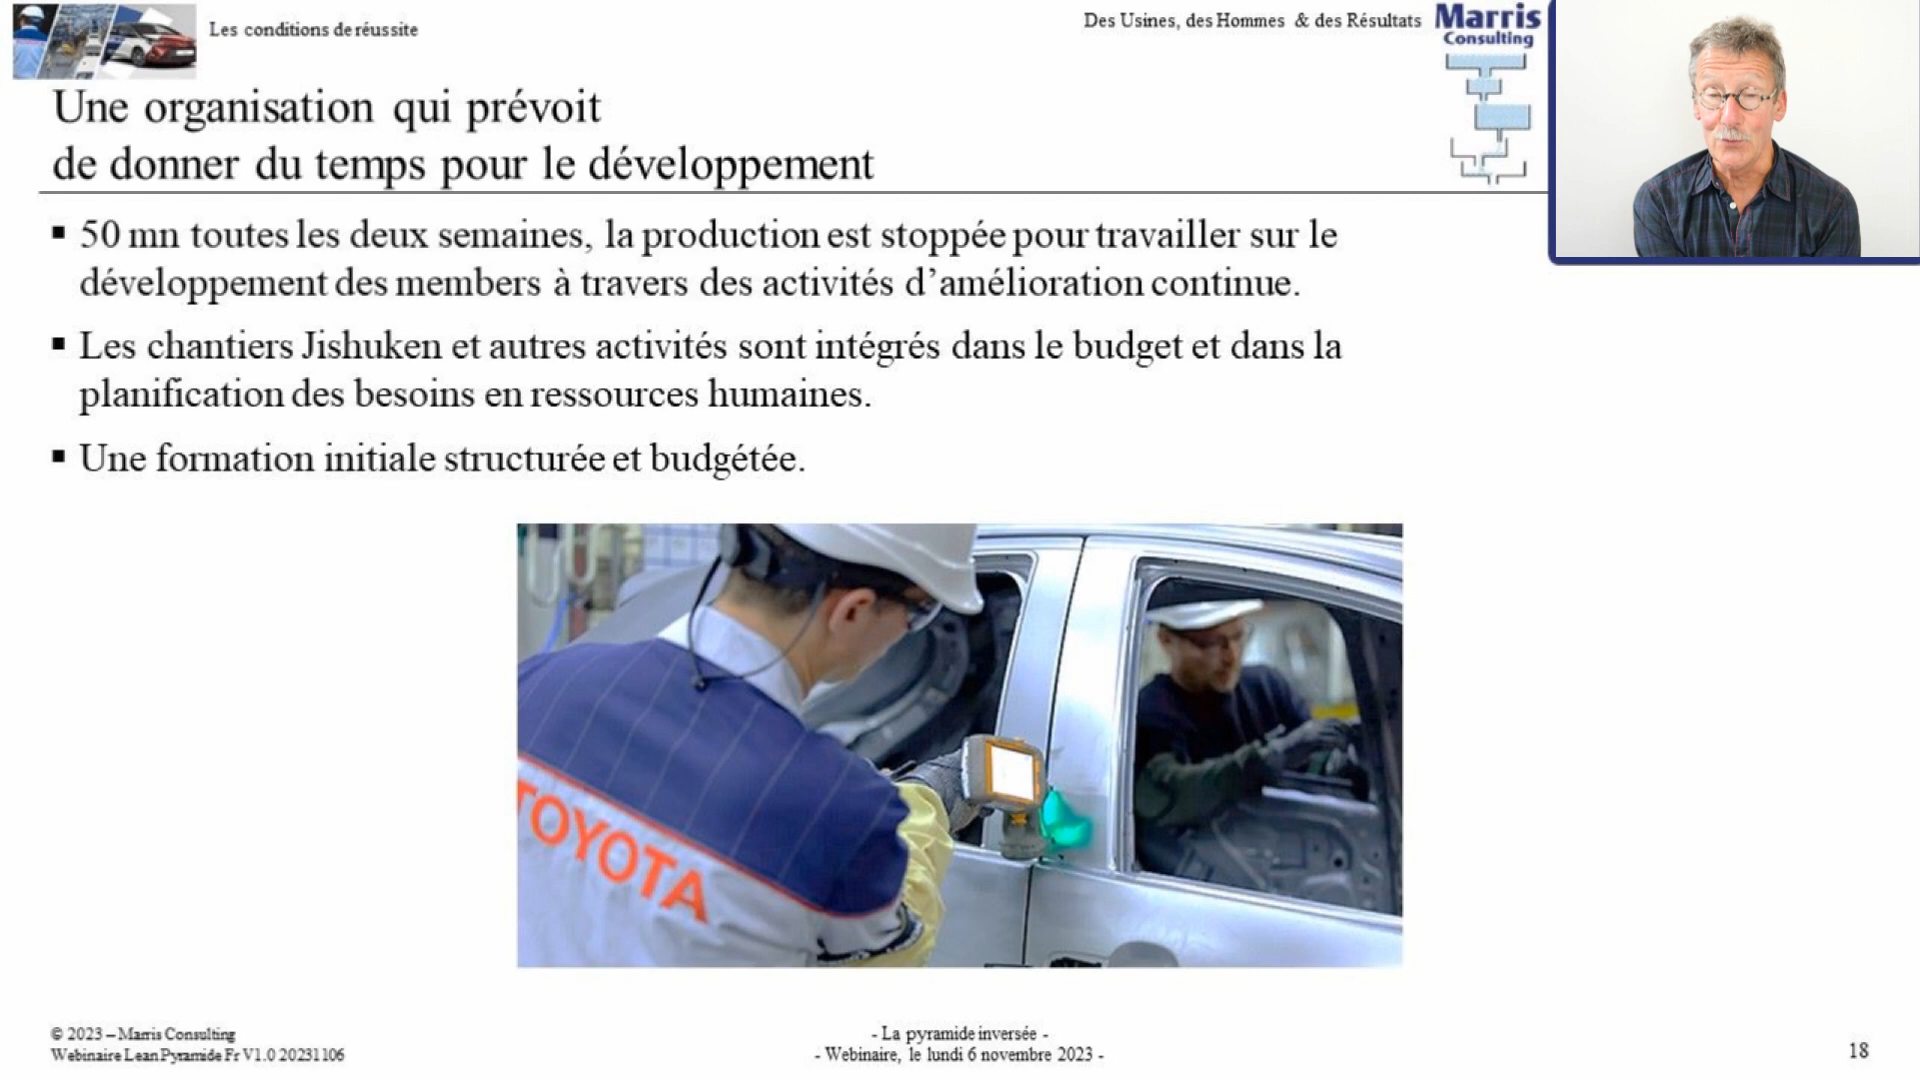 Les conditions de réussite
Des Usines, des Hommes & des Résultats
Marris
Consulting
Une organisation qui prévoit
de donner du temps pour le développement
▪ 50 mn toutes les deux semaines, la production est stoppée pour travailler sur le
développement des members à travers des activités d’amélioration continue.
▪ Les chantiers Jishuken et autres activités sont intégrés dans le budget et dans la
planification des besoins en ressources humaines.
▪ Une formation initiale structurée et budgétée.
TOYOTA
© 2023 – Marris Consulting
Webinaire Lean Pyramide Fr V1.0 20231106
- La pyramide inversée -
- Webinaire, le lundi 6 novembre 2023 -
18